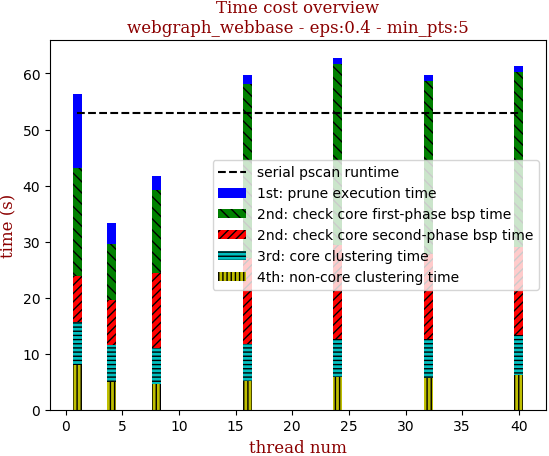 Time cost overview
webgraph_webbase - eps:0.4 - min_pts:5
time (s)
60
50
40
30
20
10
0
serial pscan runtime
1st: prune execution time
2nd: check core first-phase bsp time
2nd: check core second-phase bsp time
3rd: core clustering time
4th: non-core clustering time
0 5 10 15 20 25 30 35 40
thread num